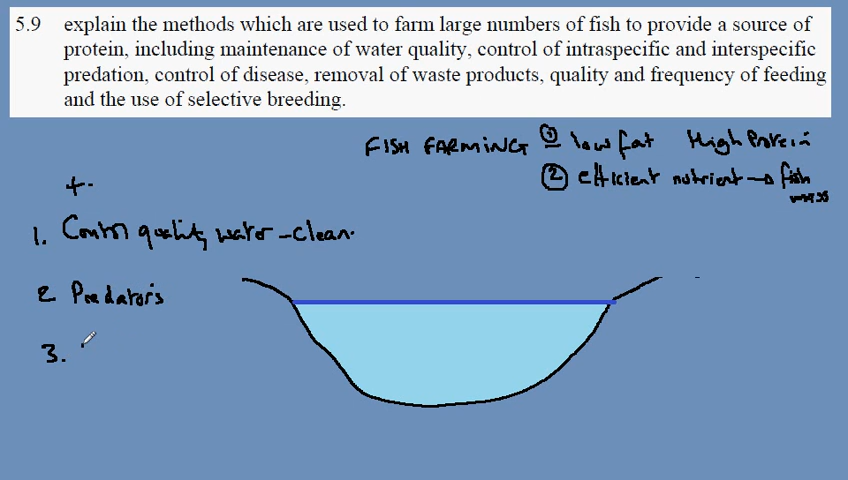 5.9 explain the methods which are used to farm large numbers of fish to provide a source of
protein, including maintenance of water quality, control of intraspecific and interspecific
predation, control of disease, removal of waste products, quality and frequency of feeding
and the use of selective breeding.
FISH FARMING ① low fat High Protein
② efficient nutrient → fish
mass
+.
1. Control quality water - clean.
2 Predators
3.